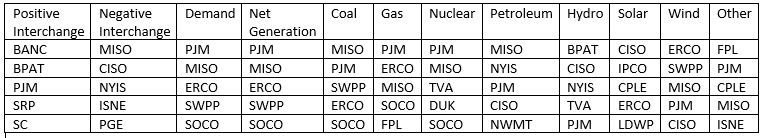 Positive Interchange Negative Interchange Demand Net Generation Coal Gas Nuclear Petroleum Hydro Solar Wind Other
BANC MISO PJM PJM MISO PJM PJM MISO BPAT CISO ERCO FPL
BPAT CISO MISO MISO PJM ERCO MISO NYIS CISO IPCO SWPP PJM
PJM NYIS ERCO ERCO SWPP MISO TVA PJM NYIS CPLE MISO CPLE
SRP ISNE SWPP SWPP ERCO SOCO DUK CISO TVA ERCO PJM MISO
SC PGE SOCO SOCO SOCO FPL SOCO NWMT PJM LDWP CISO ISNE